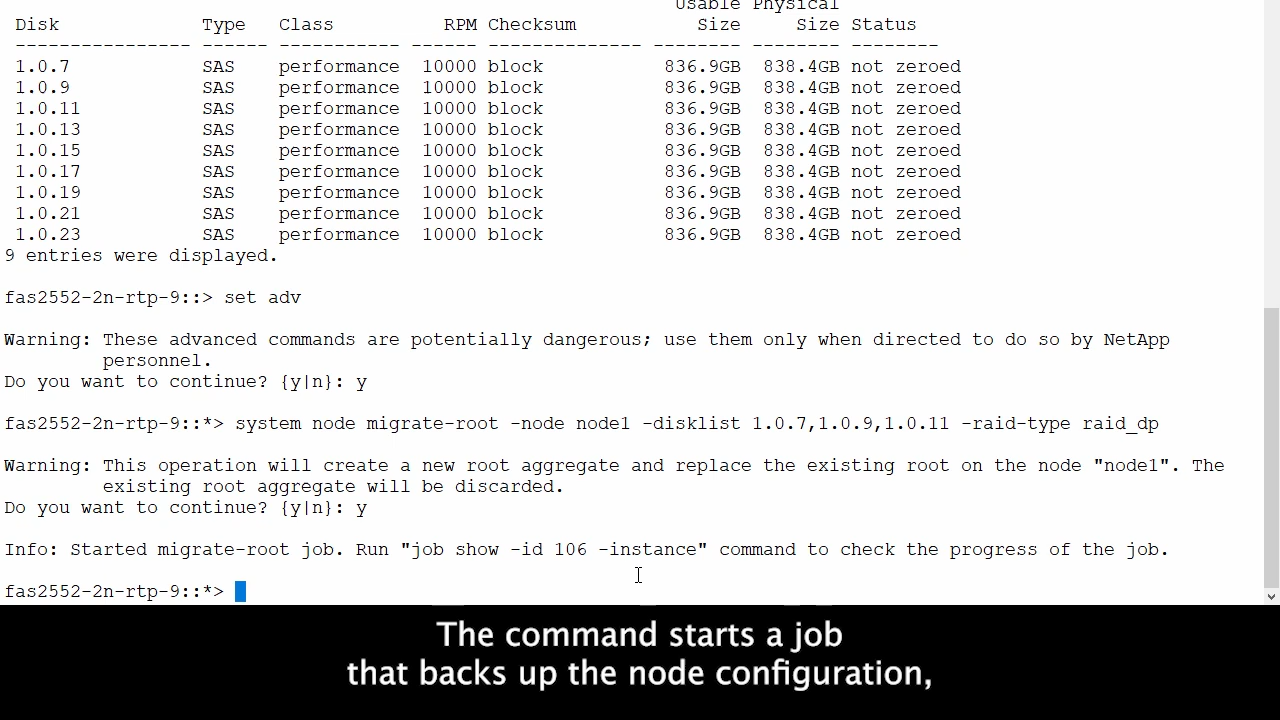 Usable Physical
Disk Type Class RPM Checksum Size Size Status
---------------- ------ ----------- ------ -------------- -------- -------- --------
1.0.7 SAS performance 10000 block 836.9GB 838.4GB not zeroed
1.0.9 SAS performance 10000 block 836.9GB 838.4GB not zeroed
1.0.11 SAS performance 10000 block 836.9GB 838.4GB not zeroed
1.0.13 SAS performance 10000 block 836.9GB 838.4GB not zeroed
1.0.15 SAS performance 10000 block 836.9GB 838.4GB not zeroed
1.0.17 SAS performance 10000 block 836.9GB 838.4GB not zeroed
1.0.19 SAS performance 10000 block 836.9GB 838.4GB not zeroed
1.0.21 SAS performance 10000 block 836.9GB 838.4GB not zeroed
1.0.23 SAS performance 10000 block 836.9GB 838.4GB not zeroed
9 entries were displayed.
fas2552-2n-rtp-9::> set adv
Warning: These advanced commands are potentially dangerous; use them only when directed to do so by NetApp
personnel.
Do you want to continue? {y|n}: y
fas2552-2n-rtp-9::*> system node migrate-root -node node1 -disklist 1.0.7,1.0.9,1.0.11 -raid-type raid_dp
Warning: This operation will create a new root aggregate and replace the existing root on the node "node1". The
existing root aggregate will be discarded.
Do you want to continue? {y|n}: y
Info: Started migrate-root job. Run "job show -id 106 -instance" command to check the progress of the job.
fas2552-2n-rtp-9::*>
The command starts a job
that backs up the node configuration,